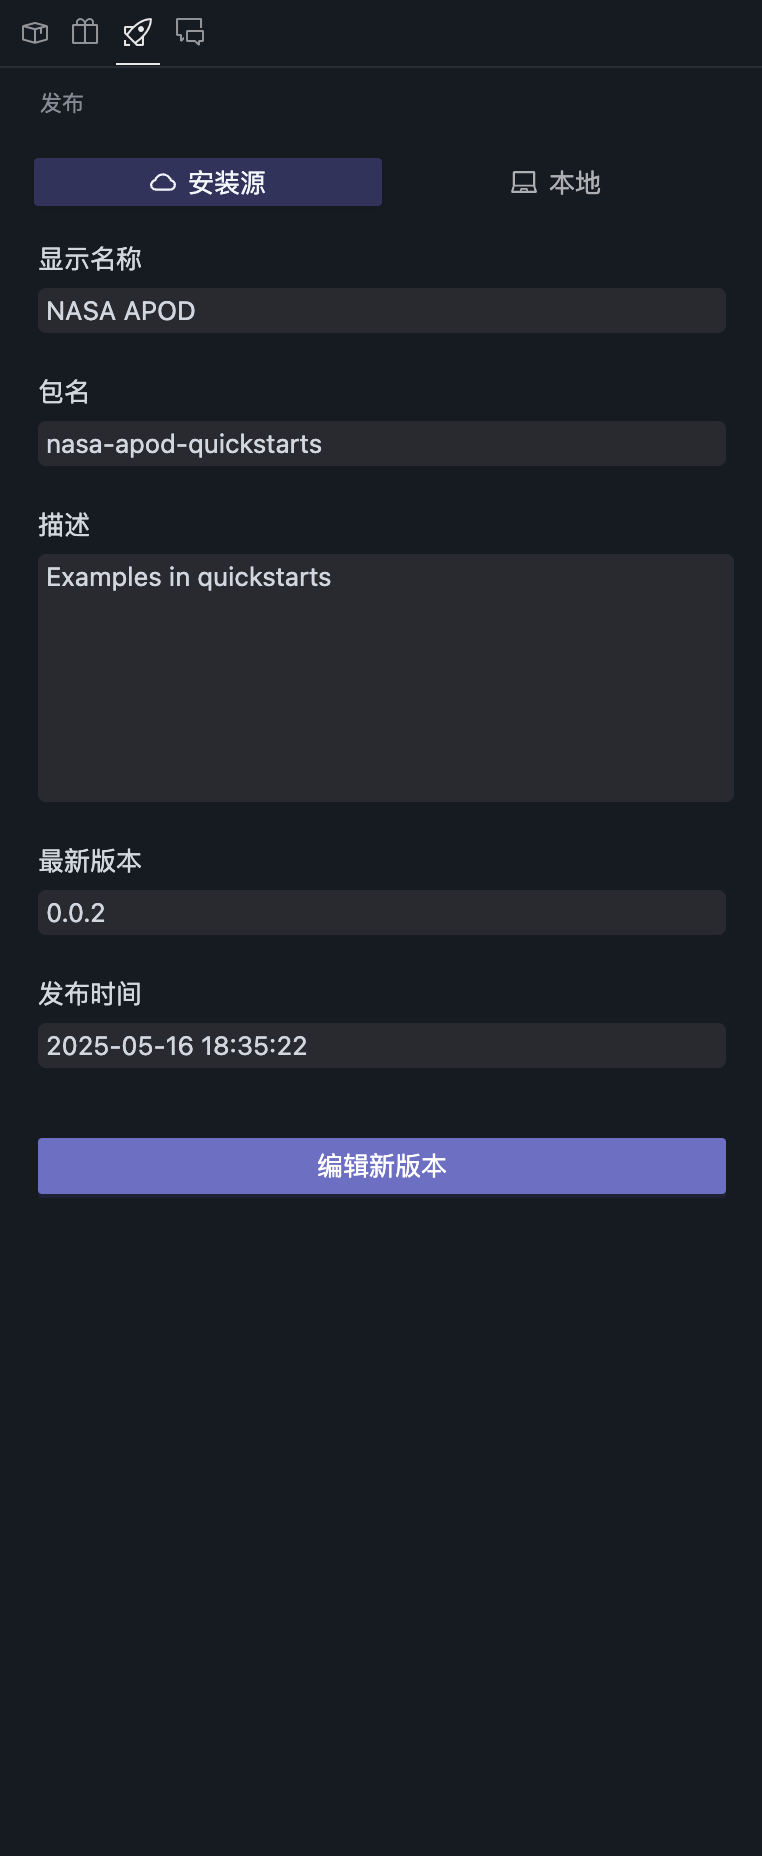 发布
安装源
本地
显示名称
NASA APOD
包名
nasa-apod-quickstarts
描述
Examples in quickstarts
最新版本
0.0.2
发布时间
2025-05-16 18:35:22
编辑新版本